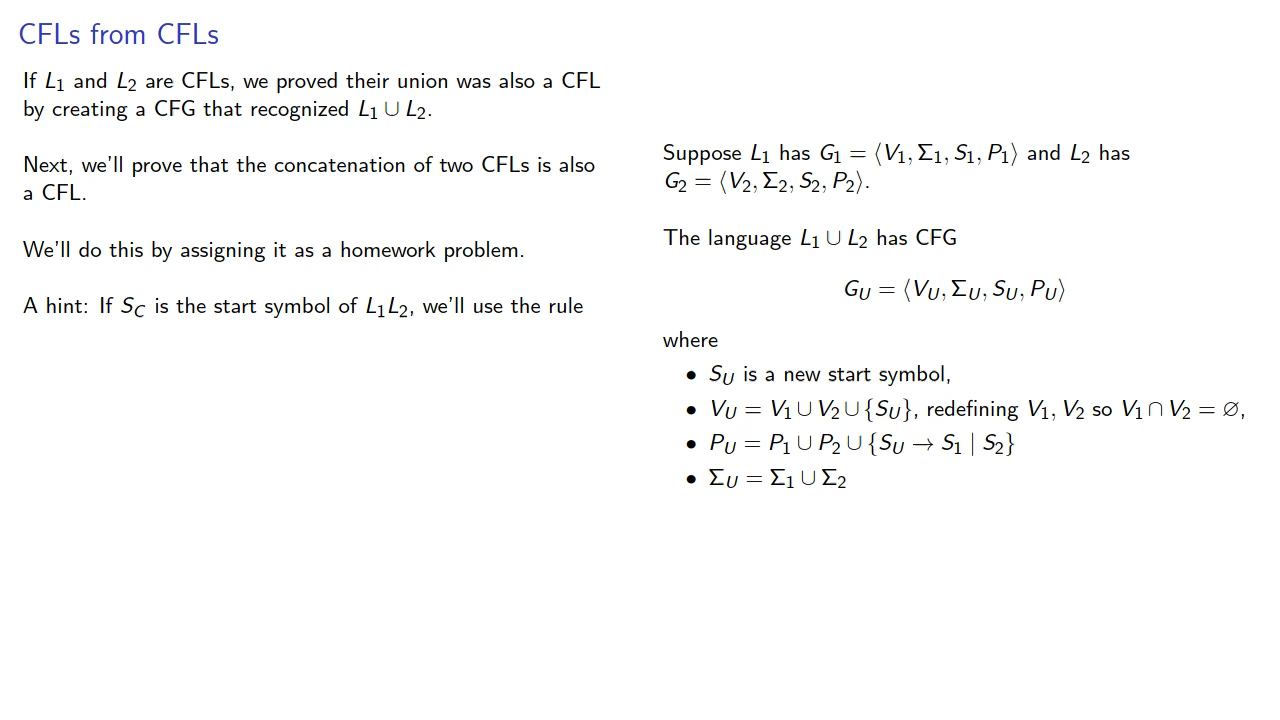 CFLs from CFLs
If L₁ and L₂ are CFLs, we proved their union was also a CFL
by creating a CFG that recognized L₁ ∪ L₂.
Next, we'll prove that the concatenation of two CFLs is also
a CFL.
We'll do this by assigning it as a homework problem.
A hint: If S_C is the start symbol of L₁L₂, we'll use the rule
Suppose L₁ has G₁ = ⟨V₁, Σ₁, S₁, P₁⟩ and L₂ has
G₂ = ⟨V₂, Σ₂, S₂, P₂⟩.
The language L₁ ∪ L₂ has CFG
G_U = ⟨V_U, Σ_U, S_U, P_U⟩
where
• S_U is a new start symbol,
• V_U = V₁ ∪ V₂ ∪ {S_U}, redefining V₁, V₂ so V₁ ∩ V₂ = ∅,
• P_U = P₁ ∪ P₂ ∪ {S_U → S₁ | S₂}
• Σ_U = Σ₁ ∪ Σ₂